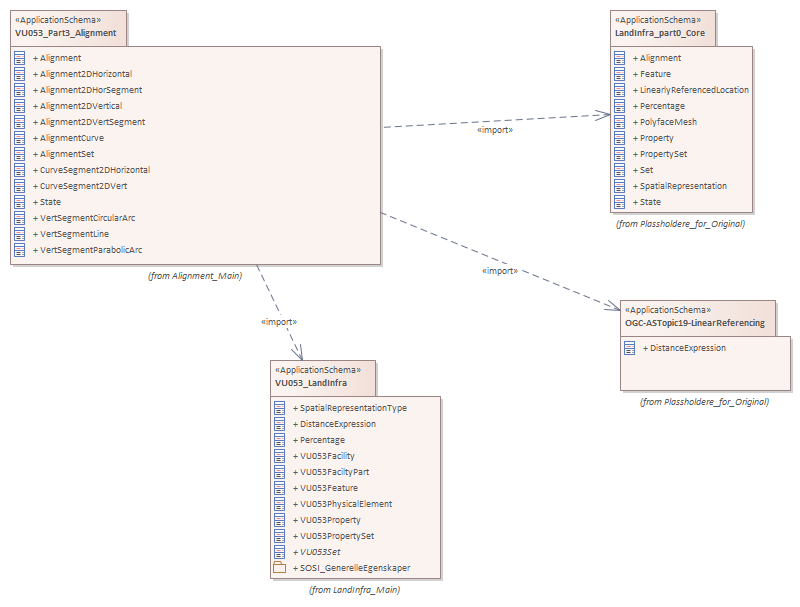 «ApplicationSchema»
VU053_Part3_Alignment
+ Alignment
+ Alignment2DHorizontal
+ Alignment2DHorSegment
+ Alignment2DVertical
+ Alignment2DVertSegment
+ AlignmentCurve
+ AlignmentSet
+ CurveSegment2DHorizontal
+ CurveSegment2DVert
+ State
+ VertSegmentCircularArc
+ VertSegmentLine
+ VertSegmentParabolicArc
(from Alignment_Main)
«ApplicationSchema»
LandInfra_part0_Core
+ Alignment
+ Feature
+ LinearlyReferencedLocation
+ Percentage
+ PolyfaceMesh
+ Property
+ PropertySet
+ Set
+ SpatialRepresentation
+ State
(from Plassholdere_for_Original)
«import»
«import»
«import»
«ApplicationSchema»
OGC-ASTopic19-LinearReferencing
+ DistanceExpression
(from Plassholdere_for_Original)
«ApplicationSchema»
VU053_LandInfra
+ SpatialRepresentationType
+ DistanceExpression
+ Percentage
+ VU053Facility
+ VU053FaciltyPart
+ VU053Feature
+ VU053PhysicalElement
+ VU053Property
+ VU053PropertySet
+ VU053Set
+ SOSI_GenerelleEgenskaper
(from LandInfra_Main)